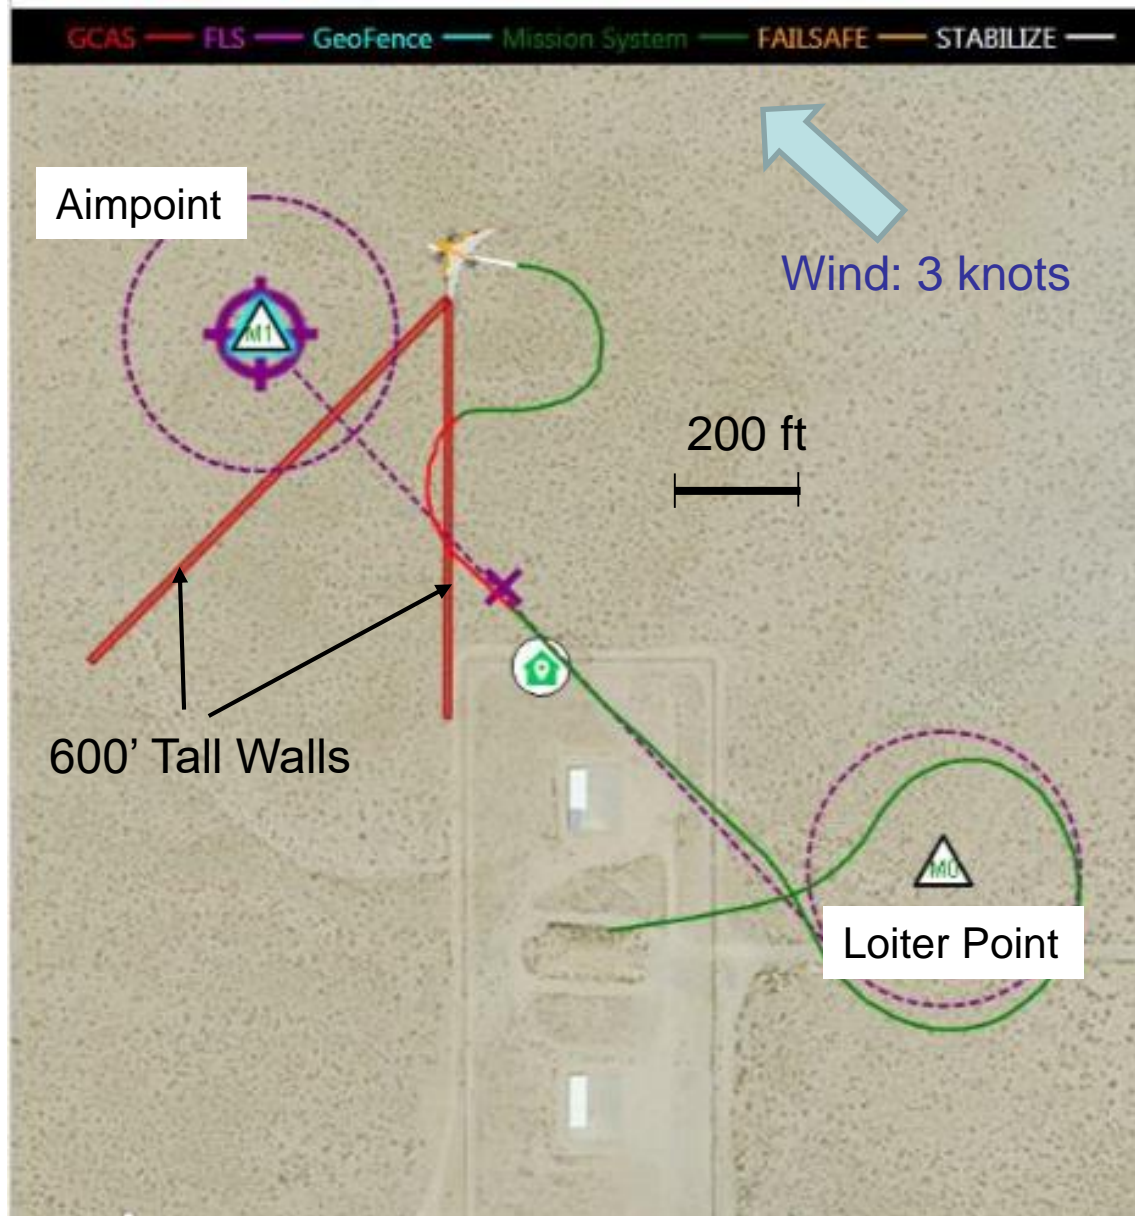 GCAS FLS GeoFence Mission System FAILSAFE STABILIZE
Aimpoint
Wind: 3 knots
M1
200 ft
600’ Tall Walls
M0
Loiter Point